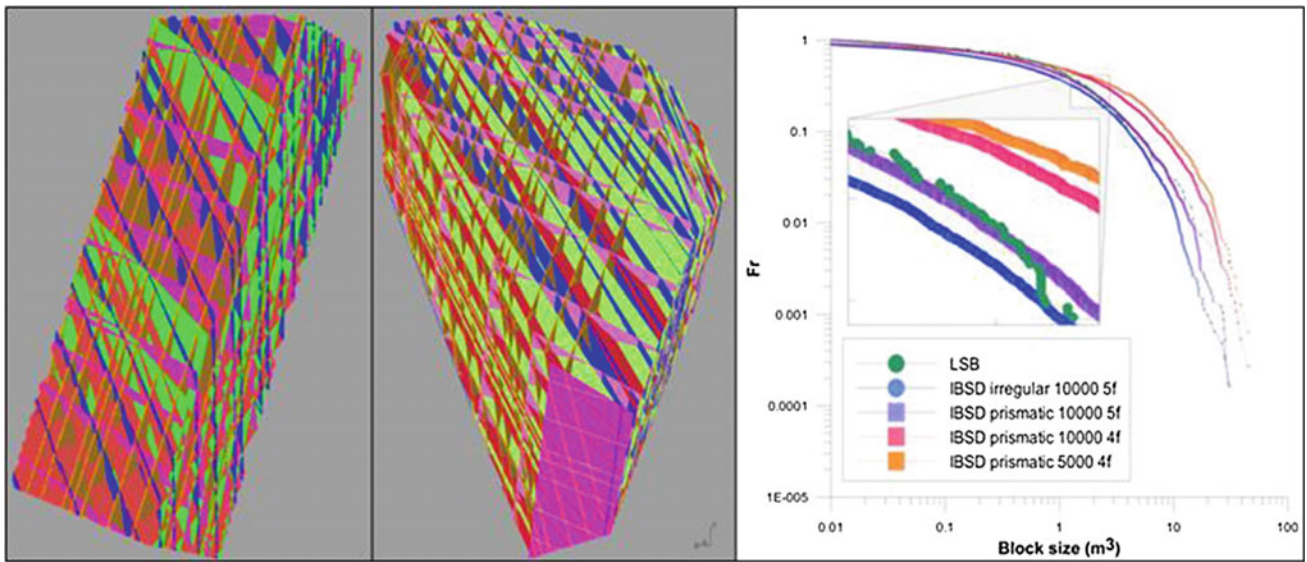 1
0.1
0.01
0.001
0.0001
1E-005
Fr
0.01
0.1
1
10
100
Block size (m³)
LSB
IBSD irregular 10000 5f
IBSD prismatic 10000 5f
IBSD prismatic 10000 4f
IBSD prismatic 5000 4f